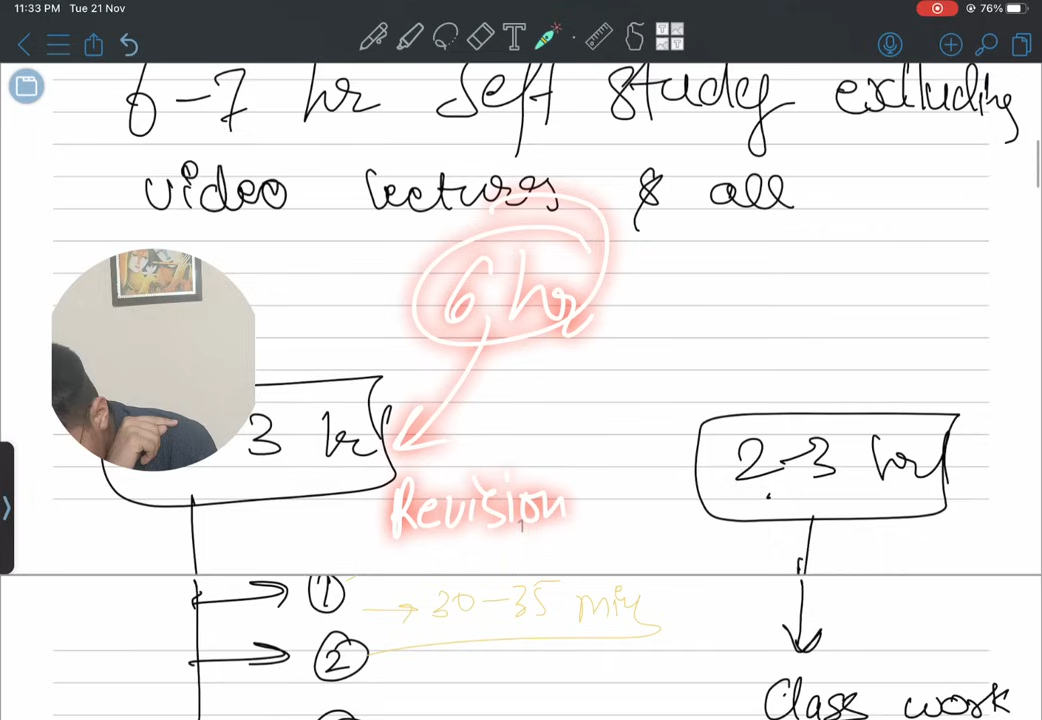 11:33 PM Tue 21 Nov
76%
6-7 hr self study excluding
video lectures & all
6 hr
3 hr
2-3 hr
Revision
① → 30-35 min
②
Class work